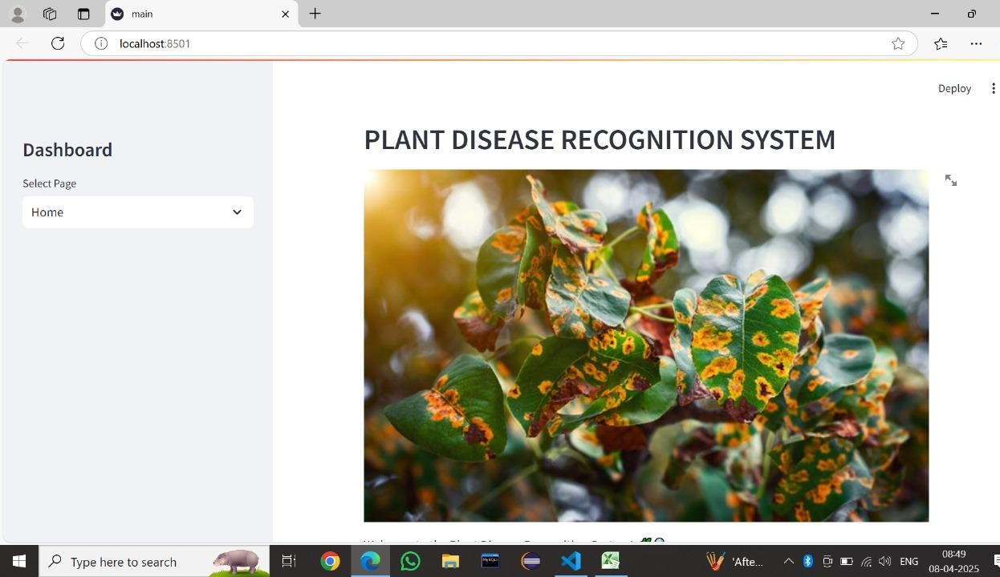 main
localhost:8501
Deploy
Dashboard
Select Page
Home
PLANT DISEASE RECOGNITION SYSTEM
Type here to search
'Afte...
ENG
08:49
08-04-2025